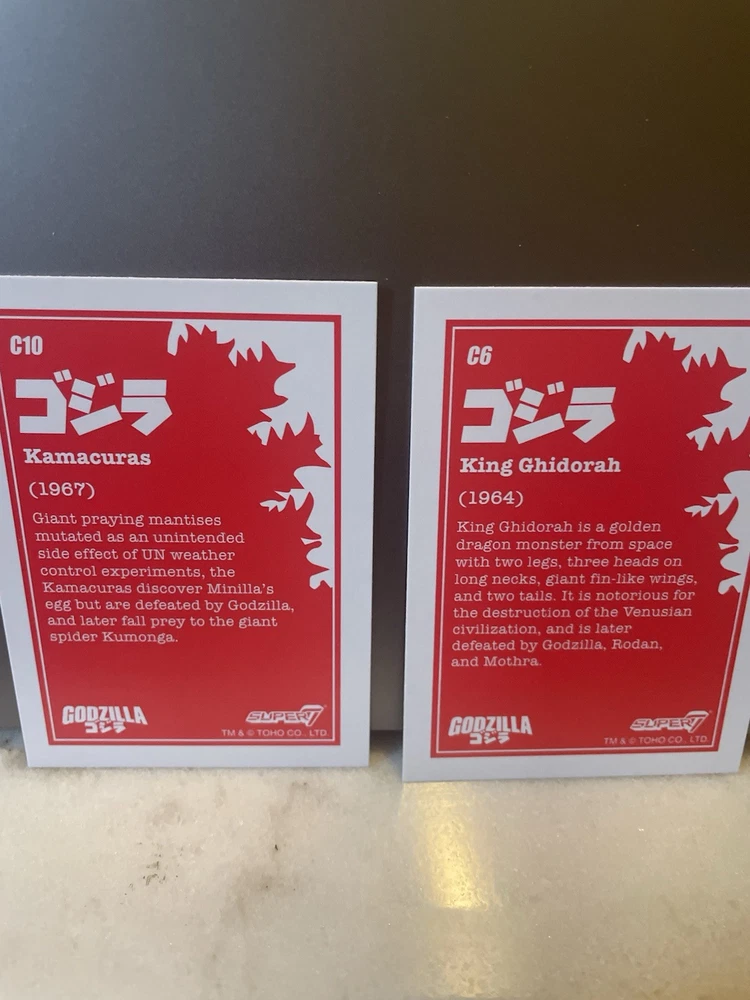 C10
ゴジラ
Kamacuras
(1967)
Giant praying mantises
mutated as an unintended
side effect of UN weather
control experiments, the
Kamacuras discover Minilla's
egg but are defeated by Godzilla,
and later fall prey to the giant
spider Kumonga.
GODZILLA
ゴジラ
SUPER7
TM & © TOHO CO., LTD.
C6
ゴジラ
King Ghidorah
(1964)
King Ghidorah is a golden
dragon monster from space
with two legs, three heads on
long necks, giant fin-like wings,
and two tails. It is notorious for
the destruction of the Venusian
civilization, and is later
defeated by Godzilla, Rodan,
and Mothra.
GODZILLA
ゴジラ
SUPER7
TM & © TOHO CO., LTD.